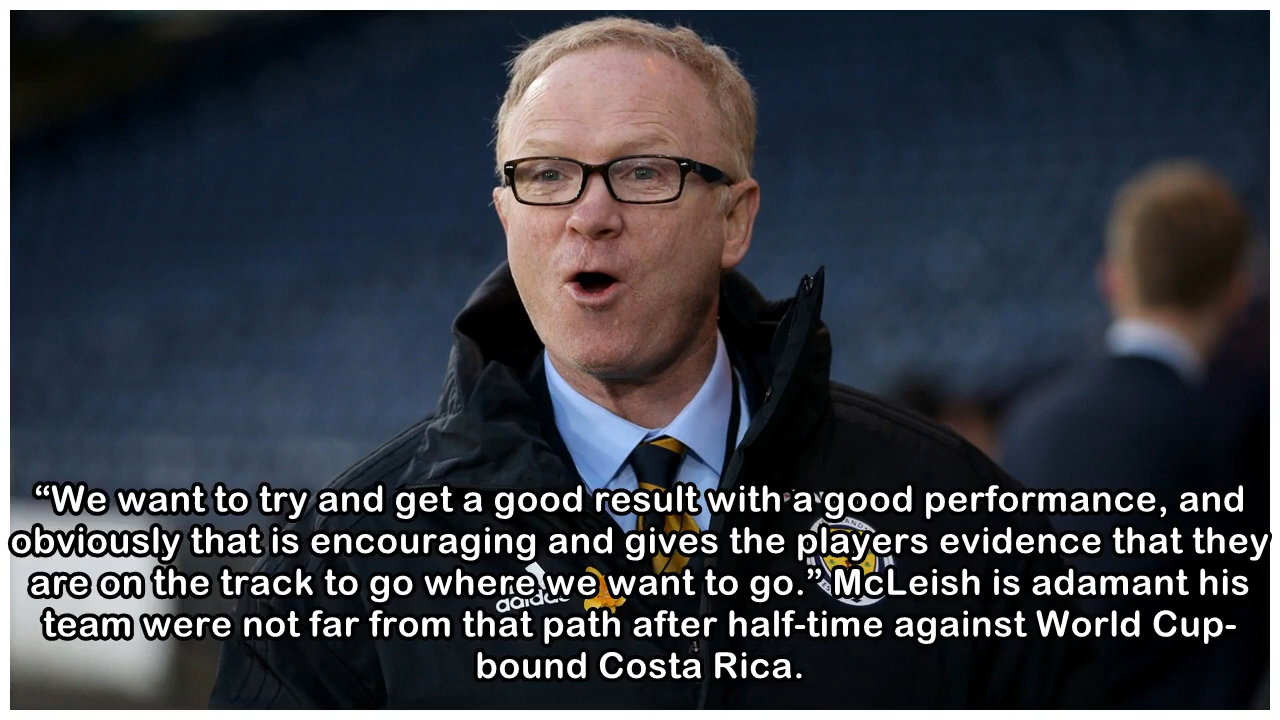 “We want to try and get a good result with a good performance, and
obviously that is encouraging and gives the players evidence that they
are on the track to go where we want to go.” McLeish is adamant his
team were not far from that path after half-time against World Cup-
bound Costa Rica.
adidas